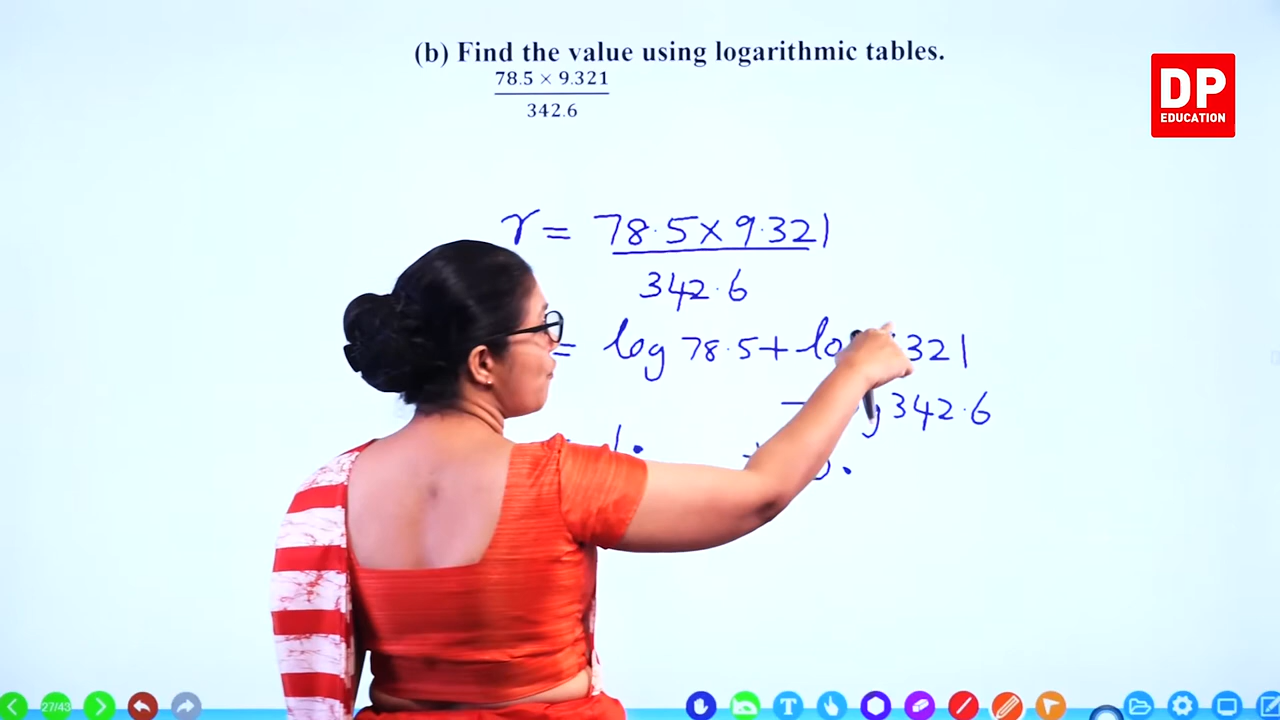 (b) Find the value using logarithmic tables.
78.5 × 9.321
342.6
DP
EDUCATION
r = 78.5 × 9.321
342.6
= log 78.5 + 321
342.6
27/43